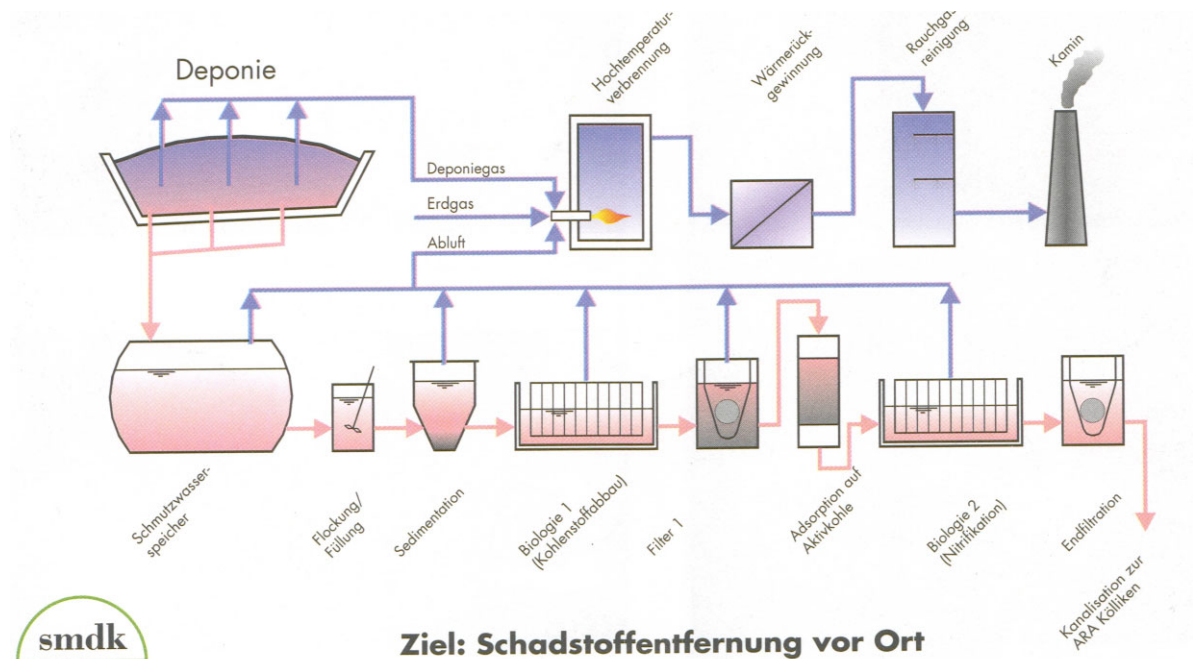 Deponie
Hochtemperatur-
verbrennung
Wärmerück-
gewinnung
Rauchgas-
reinigung
Kamin
Deponiegas
Erdgas
Abluft
Schmutzwasser-
speicher
Flockung/
Füllung
Sedimentation
Biologie 1
(Kohlenstoffabbau)
Filter 1
Adsorption auf
Aktivkohle
Biologie 2
(Nitrifikation)
Endfiltration
Kanalisation zur
ARA Kölliken
smdk
Ziel: Schadstoffentfernung vor Ort